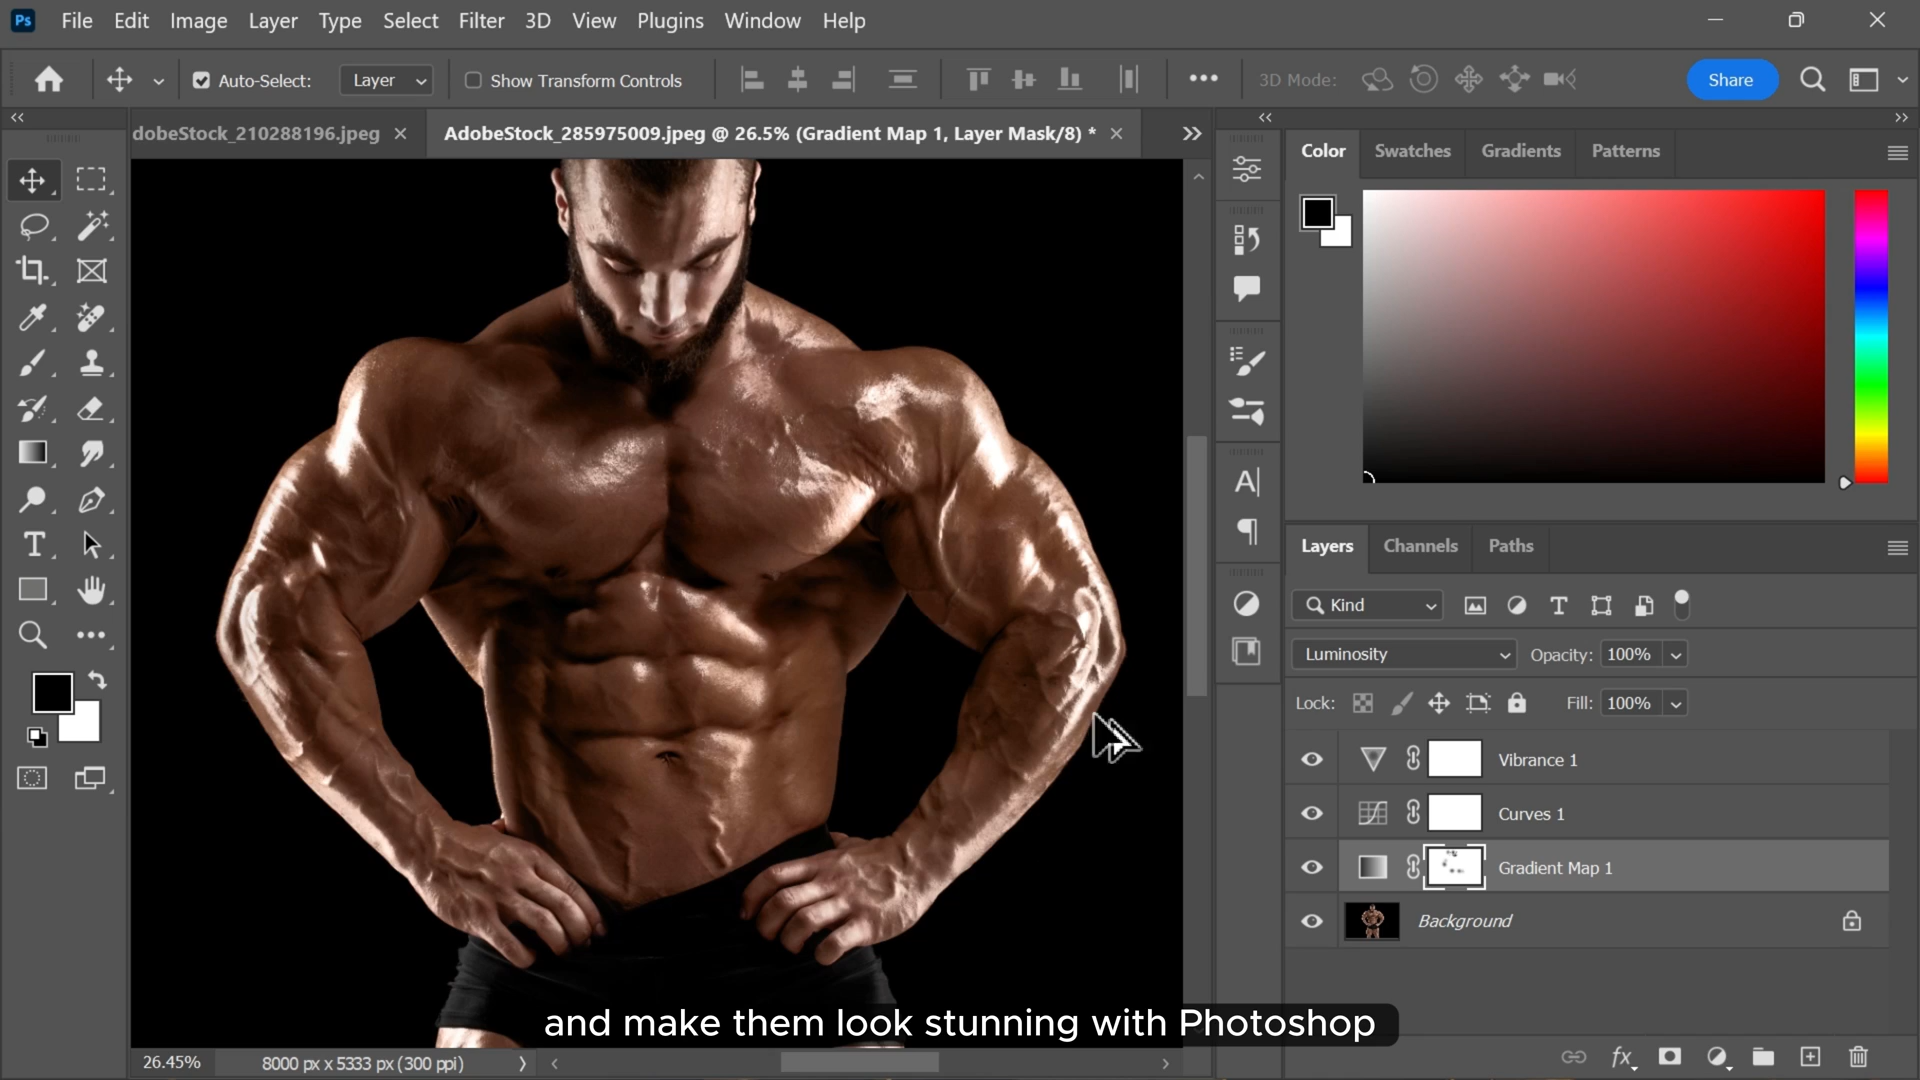 Ps File Edit Image Layer Type Select Filter 3D View Plugins Window Help
Auto-Select: Layer Show Transform Controls 3D Mode: Share
dobeStock_210288196.jpeg AdobeStock_285975009.jpeg @ 26.5% (Gradient Map 1, Layer Mask/8) *
Color Swatches Gradients Patterns
Layers Channels Paths
Kind
Luminosity Opacity: 100%
Lock: Fill: 100%
Vibrance 1
Curves 1
Gradient Map 1
Background
and make them look stunning with Photoshop
26.45% 8000 px x 5333 px (300 ppi)
fx